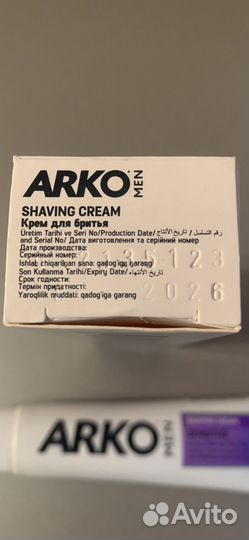 ARKO MEN
SHAVING CREAM
Крем для бритья
Üretim Tarihi ve Seri No/Production Date/ تاريخ الأنتاج / رقم التسلسل
and Serial No/ Дата виготовлення та серійний номер
Дата производства:
Серийный номер: 2135123
Ishlab chiqarilgan sana: qadog'iga qarang
Son Kullanma Tarihi/Expiry Date/ تاريخ الأنتهاء
Срок годности:
Термін придатності: 2026
Yaroqlilik muddati: qadog'iga qarang
ARKO MEN
Avito